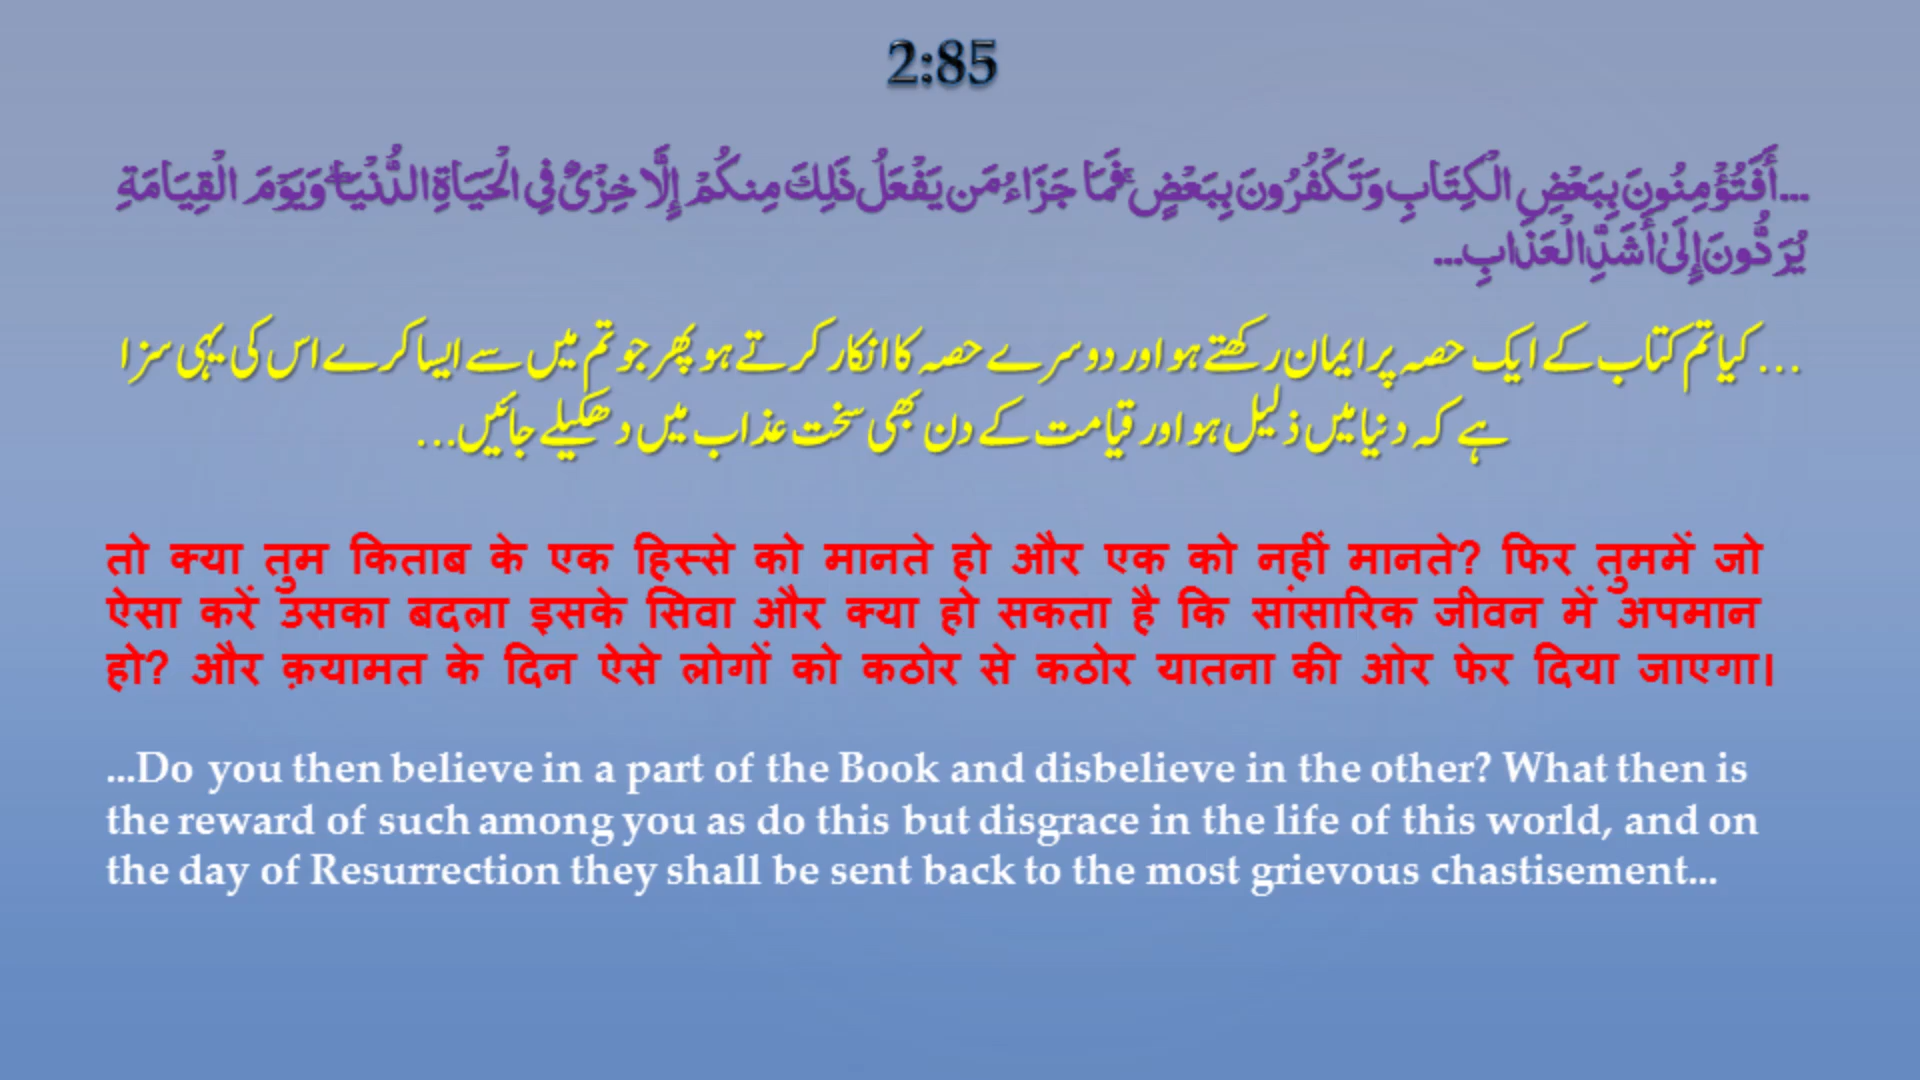 2:85
...أَفَتُؤْمِنُونَ بِبَعْضِ الْكِتَابِ وَتَكْفُرُونَ بِبَعْضٍ ۚ فَمَا جَزَاءُ مَن يَفْعَلُ ذَٰلِكَ مِنكُمْ إِلَّا خِزْيٌ فِي الْحَيَاةِ الدُّنْيَا ۖ وَيَوْمَ الْقِيَامَةِ
يُرَدُّونَ إِلَىٰ أَشَدِّ الْعَذَابِ...
... کیا تم کتاب کے ایک حصہ پر ایمان رکھتے ہو اور دوسرے حصہ کا انکار کرتے ہو پھر جو تم میں سے ایسا کرے اس کی یہی سزا
ہے کہ دنیا میں ذلیل ہو اور قیامت کے دن بھی سخت عذاب میں دھکیلے جائیں...
तो क्या तुम किताब के एक हिस्से को मानते हो और एक को नहीं मानते? फिर तुममें जो
ऐसा करें उसका बदला इसके सिवा और क्या हो सकता है कि सांसारिक जीवन में अपमान
हो? और क़यामत के दिन ऐसे लोगों को कठोर से कठोर यातना की ओर फेर दिया जाएगा।
...Do you then believe in a part of the Book and disbelieve in the other? What then is
the reward of such among you as do this but disgrace in the life of this world, and on
the day of Resurrection they shall be sent back to the most grievous chastisement...